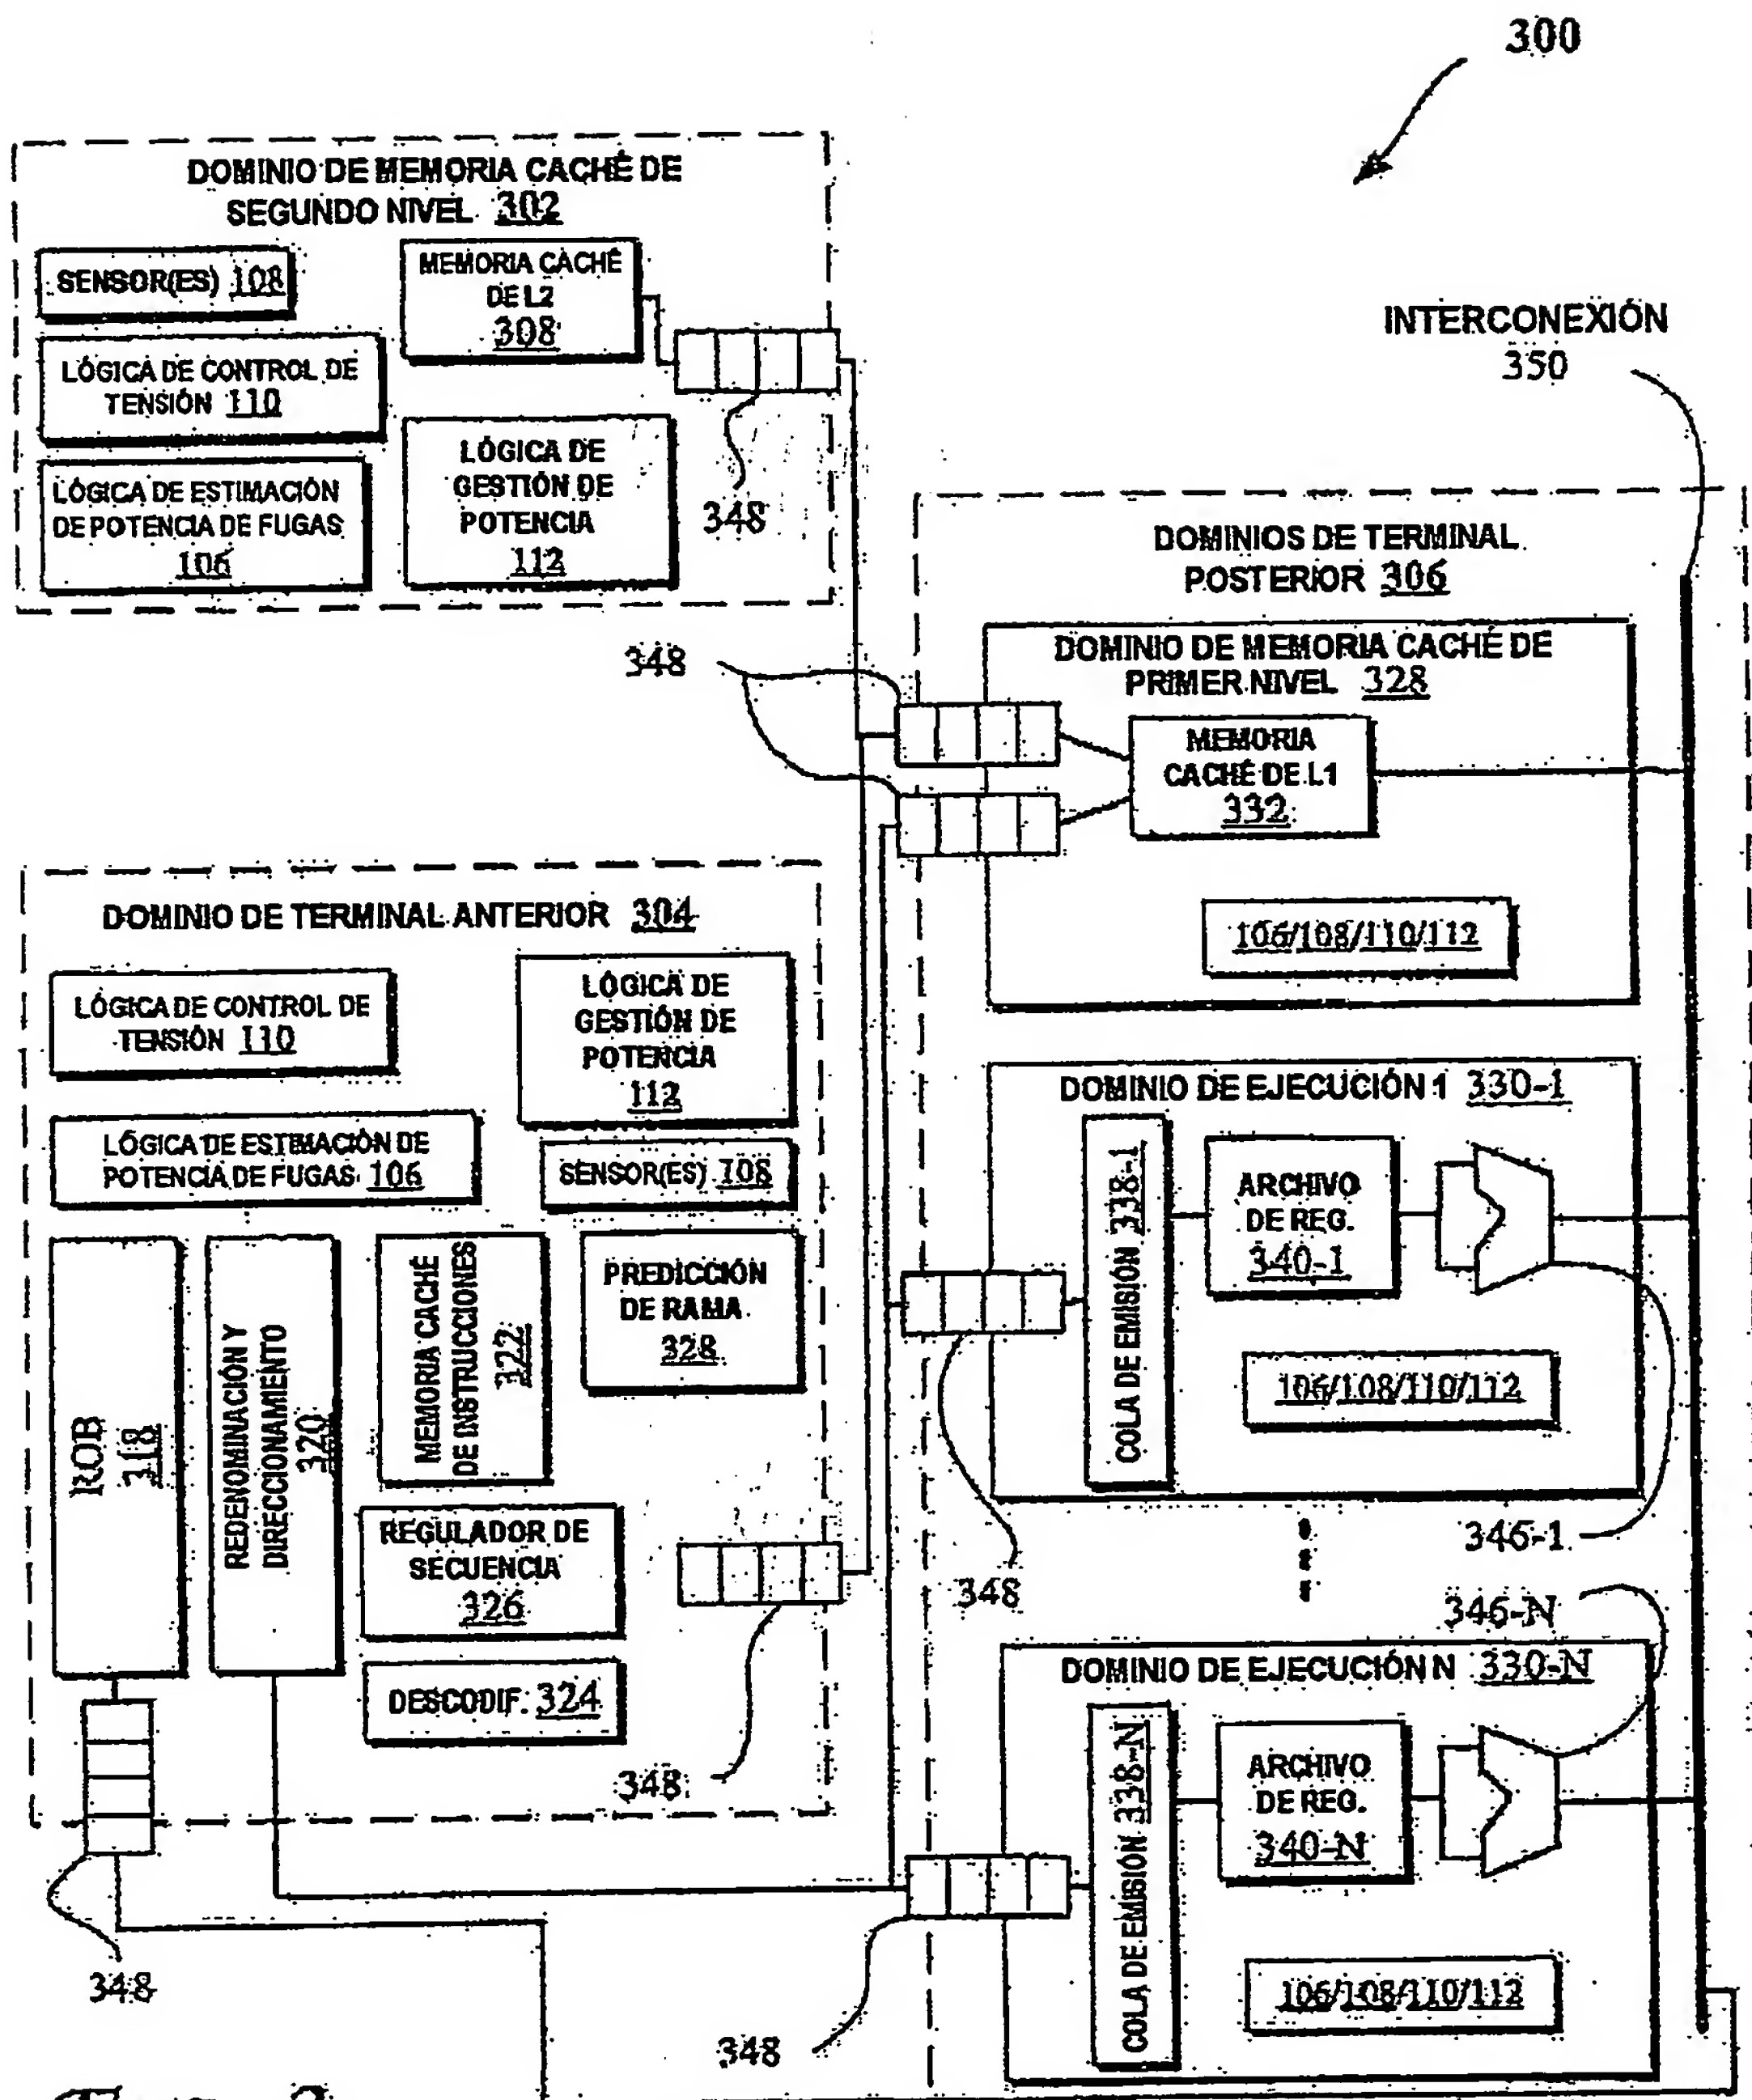 300
DOMINIO DE MEMORIA CACHÉ DE
SEGUNDO NIVEL 302
SENSOR(ES) 108
MEMORIA CACHÉ
DE L2
308
LÓGICA DE CONTROL DE
TENSIÓN 110
LÓGICA DE ESTIMACIÓN
DE POTENCIA DE FUGAS
106
LÓGICA DE
GESTIÓN DE
POTENCIA
112
348
INTERCONEXIÓN
350
DOMINIOS DE TERMINAL
POSTERIOR 306
348
DOMINIO DE MEMORIA CACHÉ DE
PRIMER NIVEL 328
MEMORIA
CACHÉ DE L1
332
106/108/110/112
DOMINIO DE TERMINAL ANTERIOR 304
LÓGICA DE CONTROL DE
TENSIÓN 110
LÓGICA DE
GESTIÓN DE
POTENCIA
112
LÓGICA DE ESTIMACIÓN DE
POTENCIA DE FUGAS 106
SENSOR(ES) 108
ROB
318
REDENOMINACIÓN Y
DIRECCIONAMIENTO
320
MEMORIA CACHÉ
DE INSTRUCCIONES
322
PREDICCIÓN
DE RAMA
328
REGULADOR DE
SECUENCIA
326
DESCODIF. 324
348
348
DOMINIO DE EJECUCIÓN 1 330-1
COLA DE EMISIÓN 338-1
ARCHIVO
DE REG.
340-1
106/108/110/112
346-1
348
346-N
DOMINIO DE EJECUCIÓN N 330-N
COLA DE EMISIÓN 338-N
ARCHIVO
DE REG.
340-N
106/108/110/112
348